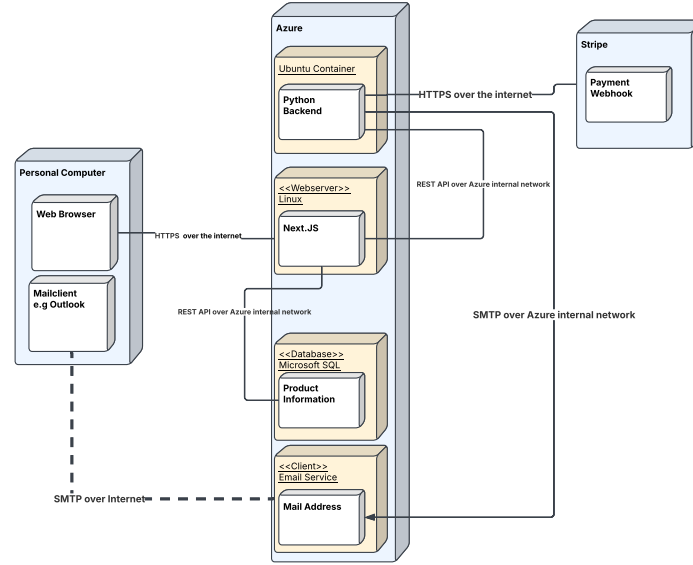 Azure
Ubuntu Container
Python
Backend
HTTPS over the internet
Stripe
Payment
Webhook
REST API over Azure internal network
Personal Computer
Web Browser
Mailclient
e.g Outlook
HTTPS over the internet
<<Webserver>>
Linux
Next.JS
REST API over Azure internal network
SMTP over Azure internal network
<<Database>>
Microsoft SQL
Product
Information
<<Client>>
Email Service
Mail Address
SMTP over Internet